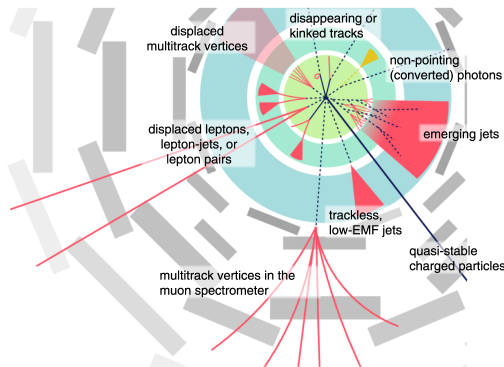 displaced
multitrack vertices
disappearing or
kinked tracks
non-pointing
(converted) photons
displaced leptons,
lepton-jets, or
lepton pairs
emerging jets
trackless,
low-EMF jets
quasi-stable
charged particles
multitrack vertices in the
muon spectrometer